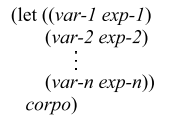 (let ((var-1 exp-1)
(var-2 exp-2)
⋮
(var-n exp-n))
corpo)